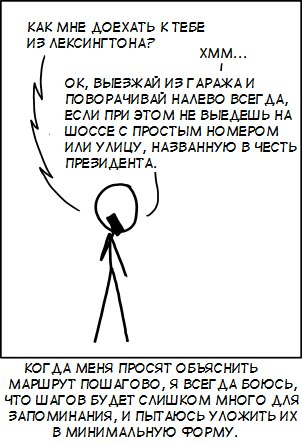 КАК МНЕ ДОЕХАТЬ К ТЕБЕ
ИЗ ЛЕКСИНГТОНА?
ХММ...
ОК, ВЫЕЗЖАЙ ИЗ ГАРАЖА И
ПОВОРАЧИВАЙ НАЛЕВО ВСЕГДА,
ЕСЛИ ПРИ ЭТОМ НЕ ВЫЕДЕШЬ НА
ШОССЕ С ПРОСТЫМ НОМЕРОМ
ИЛИ УЛИЦУ, НАЗВАННУЮ В ЧЕСТЬ
ПРЕЗИДЕНТА.
КОГДА МЕНЯ ПРОСЯТ ОБЪЯСНИТЬ
МАРШРУТ ПОШАГОВО, Я ВСЕГДА БОЮСЬ,
ЧТО ШАГОВ БУДЕТ СЛИШКОМ МНОГО ДЛЯ
ЗАПОМИНАНИЯ, И ПЫТАЮСЬ УЛОЖИТЬ ИХ
В МИНИМАЛЬНУЮ ФОРМУ.